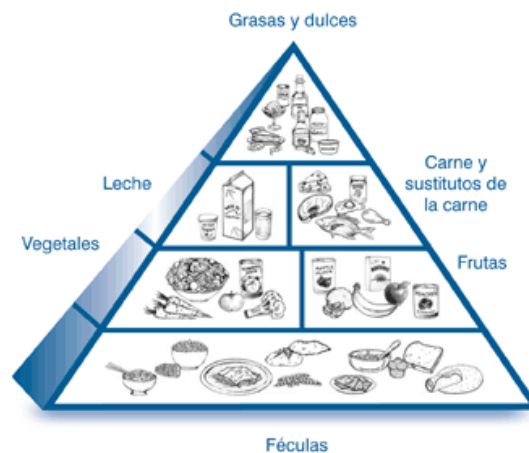 Grasas y dulces
Leche
Carne y
sustitutos de
la carne
Vegetales
Frutas
Féculas